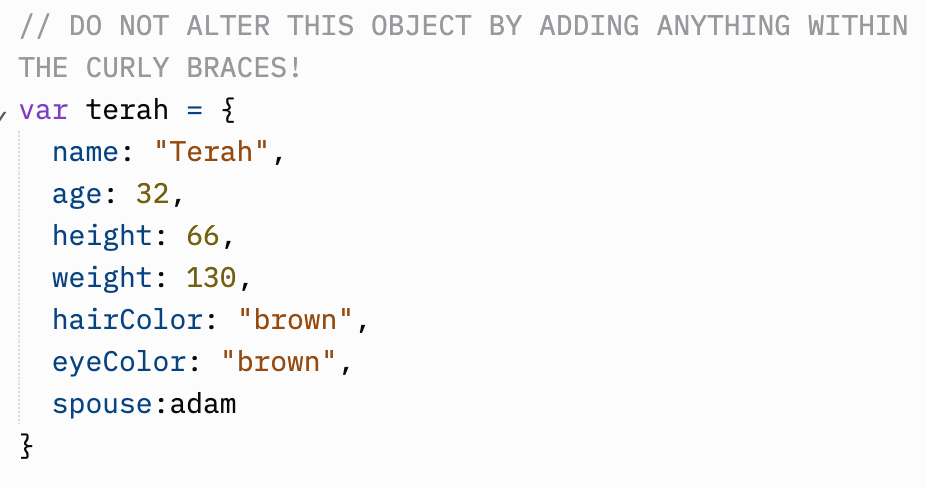 // DO NOT ALTER THIS OBJECT BY ADDING ANYTHING WITHIN
THE CURLY BRACES!
var terah = {
  name: "Terah",
  age: 32,
  height: 66,
  weight: 130,
  hairColor: "brown",
  eyeColor: "brown",
  spouse:adam
}